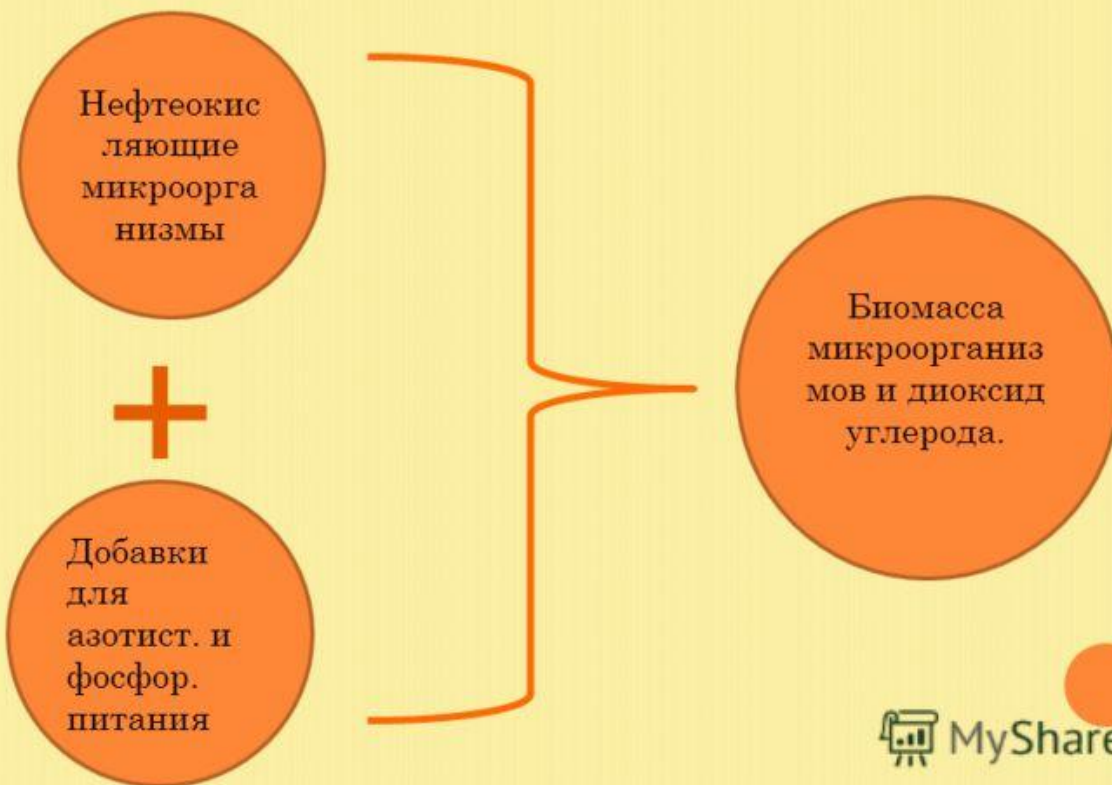 Нефтеокис
ляющие
микроорга
низмы
Добавки
для
азотист. и
фосфор.
питания
Биомасса
микроорганиз
мов и диоксид
углерода.
MyShare